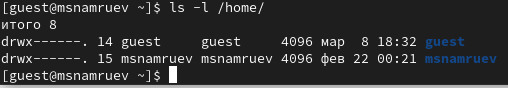 [guest@msnamruev ~]$ ls -l /home/
итого 8
drwx------. 14 guest     guest     4096 мар  8 18:32 guest
drwx------. 15 msnamruev msnamruev 4096 фев 22 00:21 msnamruev
[guest@msnamruev ~]$